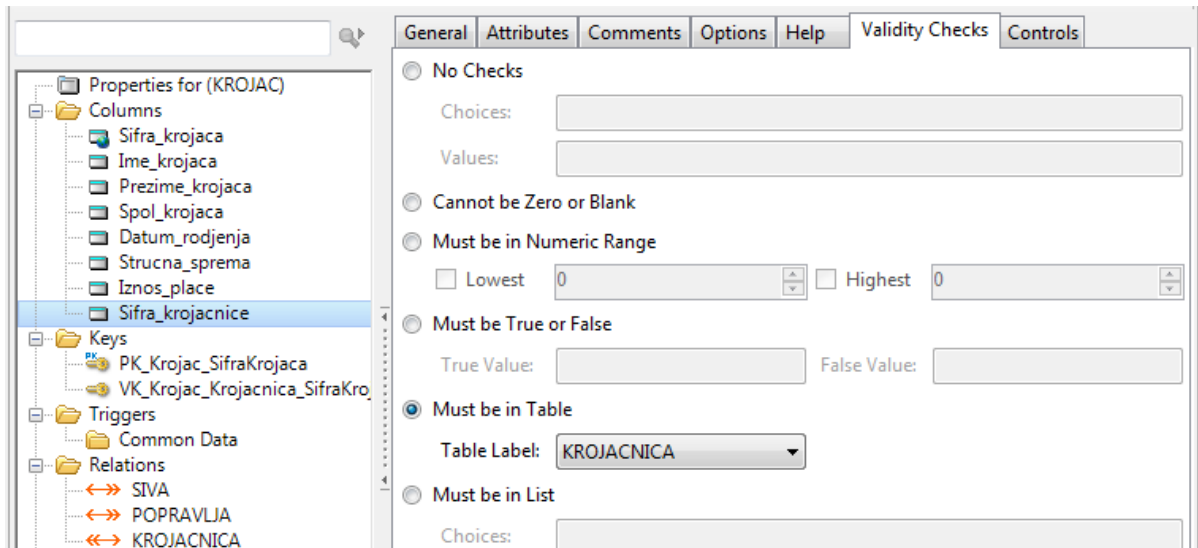 General Attributes Comments Options Help Validity Checks Controls
Properties for (KROJAC)
Columns
Sifra_krojaca
Ime_krojaca
Prezime_krojaca
Spol_krojaca
Datum_rodjenja
Strucna_sprema
Iznos_place
Sifra_krojacnice
Keys
PK_Krojac_SifraKrojaca
VK_Krojac_Krojacnica_SifraKroj
Triggers
Common Data
Relations
SIVA
POPRAVLJA
KROJACNICA
No Checks
Choices:
Values:
Cannot be Zero or Blank
Must be in Numeric Range
Lowest 0 Highest 0
Must be True or False
True Value: False Value:
Must be in Table
Table Label: KROJACNICA
Must be in List
Choices: